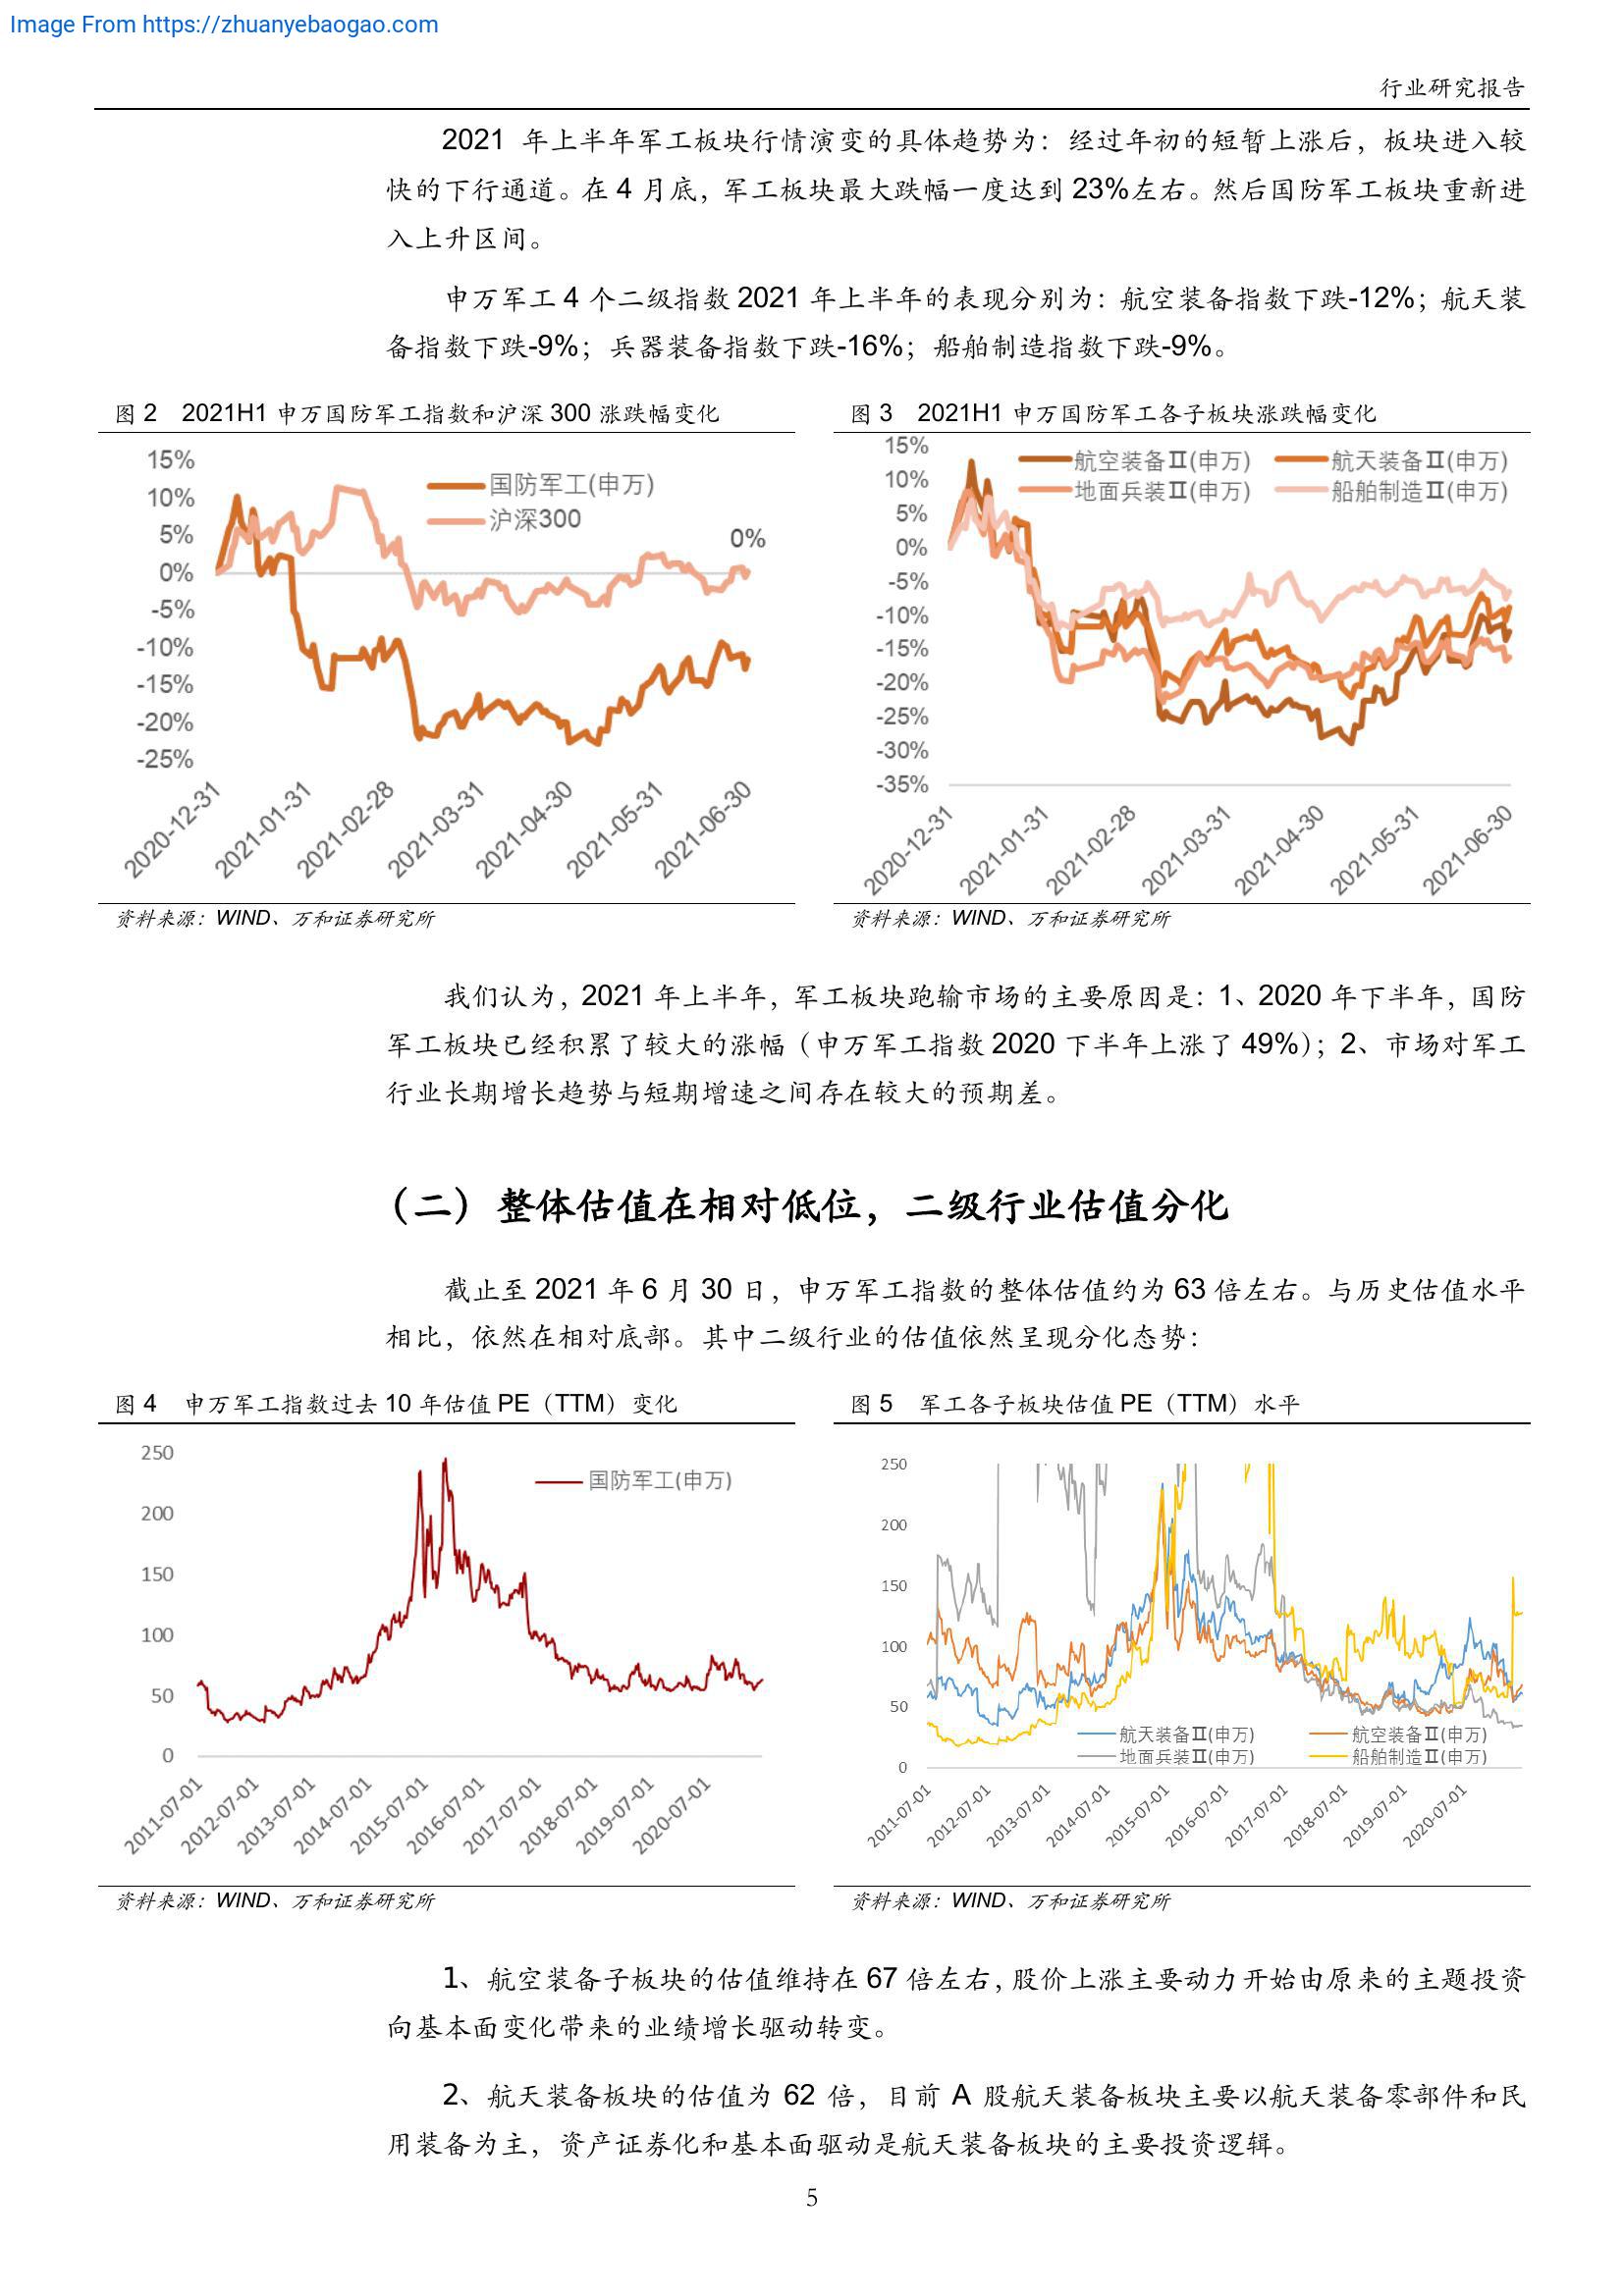 Image From https://zhuanyebaogao.com
行业研究报告
2021 年上半年军工板块行情演变的具体趋势为：经过年初的短暂上涨后，板块进入较
快的下行通道。在 4 月底，军工板块最大跌幅一度达到 23%左右。然后国防军工板块重新进
入上升区间。
申万军工 4 个二级指数 2021 年上半年的表现分别为：航空装备指数下跌-12%；航天装
备指数下跌-9%；兵器装备指数下跌-16%；船舶制造指数下跌-9%。
图 2 2021H1 申万国防军工指数和沪深 300 涨跌幅变化
15%
10%
5%
0%
-5%
-10%
-15%
-20%
-25%
国防军工(申万)
沪深300
0%
2020-12-31
2021-01-31
2021-02-28
2021-03-31
2021-04-30
2021-05-31
2021-06-30
资料来源：WIND、万和证券研究所
图 3 2021H1 申万国防军工各子板块涨跌幅变化
15%
10%
5%
0%
-5%
-10%
-15%
-20%
-25%
-30%
-35%
航空装备Ⅱ(申万)
航天装备Ⅱ(申万)
地面兵装Ⅱ(申万)
船舶制造Ⅱ(申万)
2020-12-31
2021-01-31
2021-02-28
2021-03-31
2021-04-30
2021-05-31
2021-06-30
资料来源：WIND、万和证券研究所
我们认为，2021 年上半年，军工板块跑输市场的主要原因是：1、2020 年下半年，国防
军工板块已经积累了较大的涨幅（申万军工指数 2020 下半年上涨了 49%）；2、市场对军工
行业长期增长趋势与短期增速之间存在较大的预期差。
（二）整体估值在相对低位，二级行业估值分化
截止至 2021 年 6 月 30 日，申万军工指数的整体估值约为 63 倍左右。与历史估值水平
相比，依然在相对底部。其中二级行业的估值依然呈现分化态势：
图 4 申万军工指数过去 10 年估值 PE（TTM）变化
250
200
150
100
50
0
国防军工(申万)
2011-07-01
2012-07-01
2013-07-01
2014-07-01
2015-07-01
2016-07-01
2017-07-01
2018-07-01
2019-07-01
2020-07-01
资料来源：WIND、万和证券研究所
图 5 军工各子板块估值 PE（TTM）水平
250
200
150
100
50
0
航天装备Ⅱ(申万)
航空装备Ⅱ(申万)
地面兵装Ⅱ(申万)
船舶制造Ⅱ(申万)
2011-07-01
2012-07-01
2013-07-01
2014-07-01
2015-07-01
2016-07-01
2017-07-01
2018-07-01
2019-07-01
2020-07-01
资料来源：WIND、万和证券研究所
1、航空装备子板块的估值维持在 67 倍左右，股价上涨主要动力开始由原来的主题投资
向基本面变化带来的业绩增长驱动转变。
2、航天装备板块的估值为 62 倍，目前 A 股航天装备板块主要以航天装备零部件和民
用装备为主，资产证券化和基本面驱动是航天装备板块的主要投资逻辑。
5